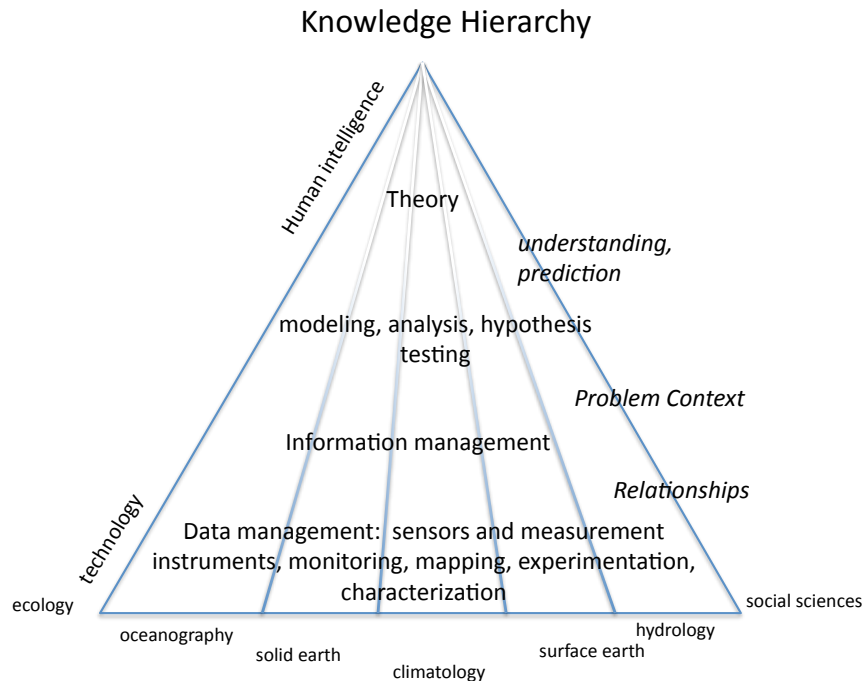 Knowledge Hierarchy
Human intelligence
Theory
understanding,
prediction
modeling, analysis, hypothesis
testing
Problem Context
Information management
Relationships
technology
Data management:  sensors and measurement
instruments, monitoring, mapping, experimentation,
characterization
ecology
social sciences
oceanography
hydrology
solid earth
surface earth
climatology